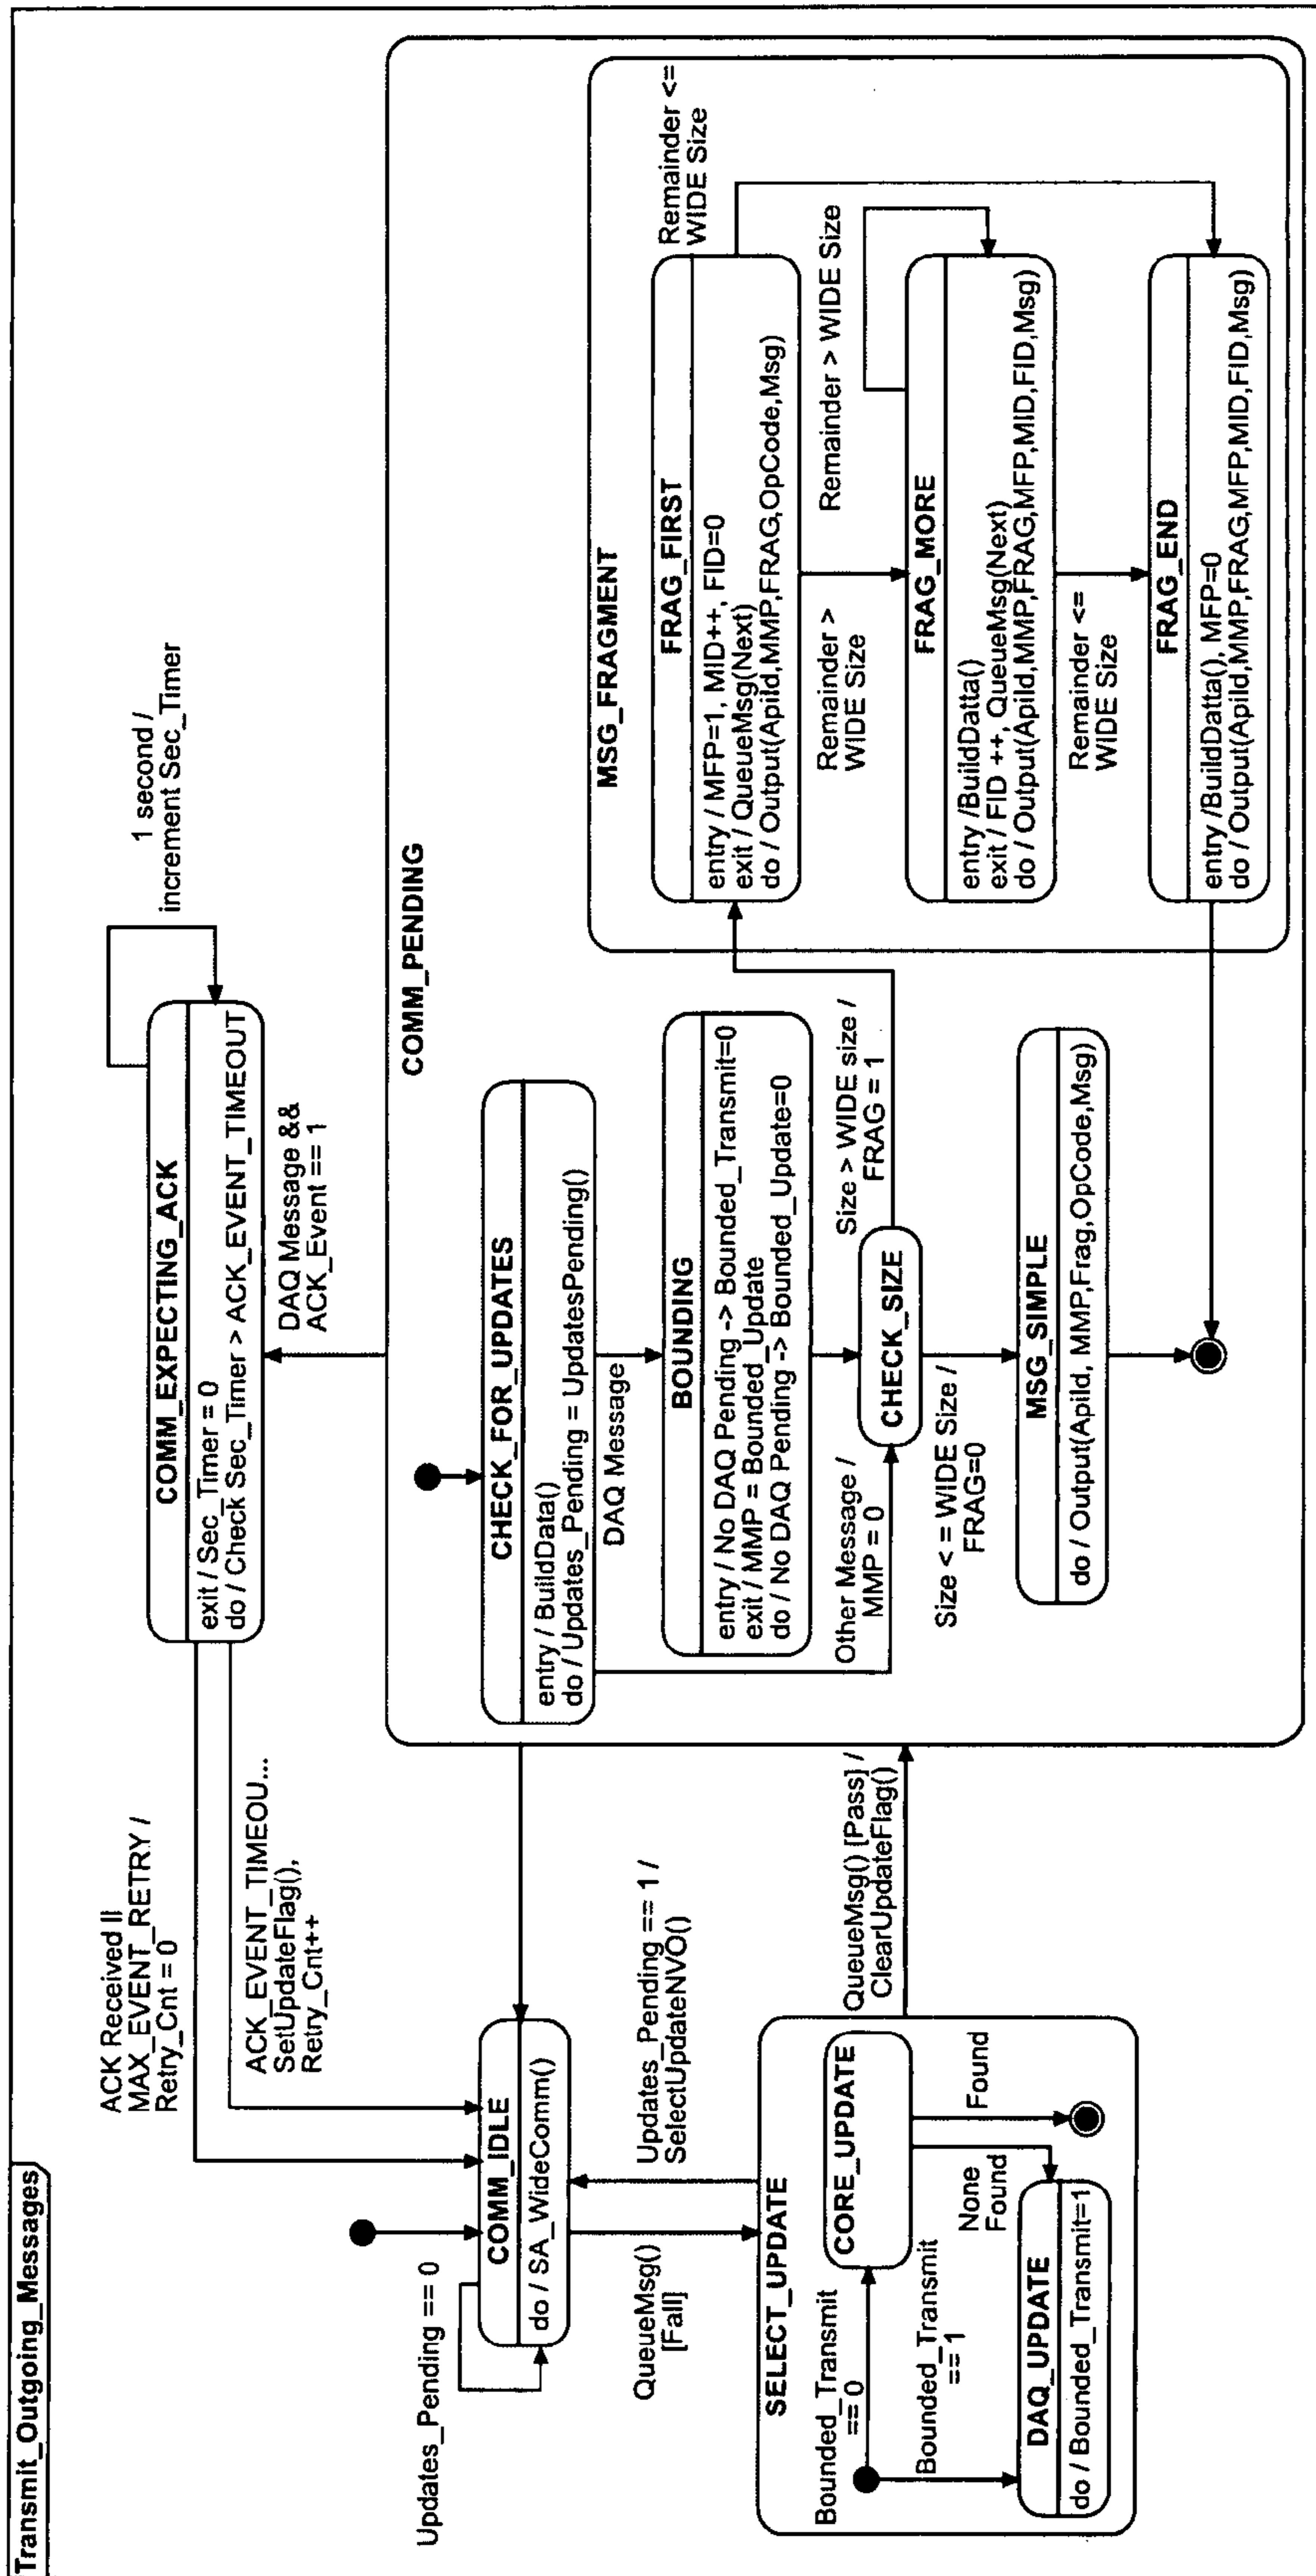 Transmit_Outgoing_Messages
ACK Received ||
MAX_EVENT_RETRY /
Retry_Cnt = 0
ACK_EVENT_TIMEOU...
SetUpdateFlag(),
Retry_Cnt++
COMM_EXPECTING_ACK
exit / Sec_Timer = 0
do / Check Sec_Timer > ACK_EVENT_TIMEOUT
1 second /
increment Sec_Timer
DAQ Message &&
ACK_Event == 1
Updates_Pending == 0
COMM_IDLE
do / SA_WideComm()
QueueMsg()
[Fall]
Updates_Pending == 1 /
SelectUpdateNVO()
SELECT_UPDATE
Bounded_Transmit
==0
CORE_UPDATE
Bounded_Transmit
==1
None
Found
Found
DAQ_UPDATE
do / Bounded_Transmit=1
QueueMsg() [Pass] /
ClearUpdateFlag()
COMM_PENDING
CHECK_FOR_UPDATES
entry / BuildData()
do / Updates_Pending = UpdatesPending()
DAQ Message
BOUNDING
entry / No DAQ Pending -> Bounded_Transmit=0
exit / MMP = Bounded_Update
do / No DAQ Pending -> Bounded_Update=0
Other Message /
MMP = 0
CHECK_SIZE
Size > WIDE size /
FRAG = 1
Size < = WIDE Size /
FRAG=0
MSG_SIMPLE
do / Output(ApiId, MMP,Frag,OpCode,Msg)
MSG_FRAGMENT
FRAG_FIRST
entry / MFP=1, MID++, FID=0
exit / QueueMsg(Next)
do / Output(ApiId,MMP,FRAG,OpCode,Msg)
Remainder <=
WIDE Size
Remainder >
WIDE Size
Remainder > WIDE Size
FRAG_MORE
entry /BuildDatta()
exit / FID ++, QueueMsg(Next)
do / Output(ApiId,MMP,FRAG,MFP,MID,FID,Msg)
Remainder <=
WIDE Size
FRAG_END
entry /BuildDatta(), MFP=0
do / Output(ApiId,MMP,FRAG,MFP,MID,FID,Msg)